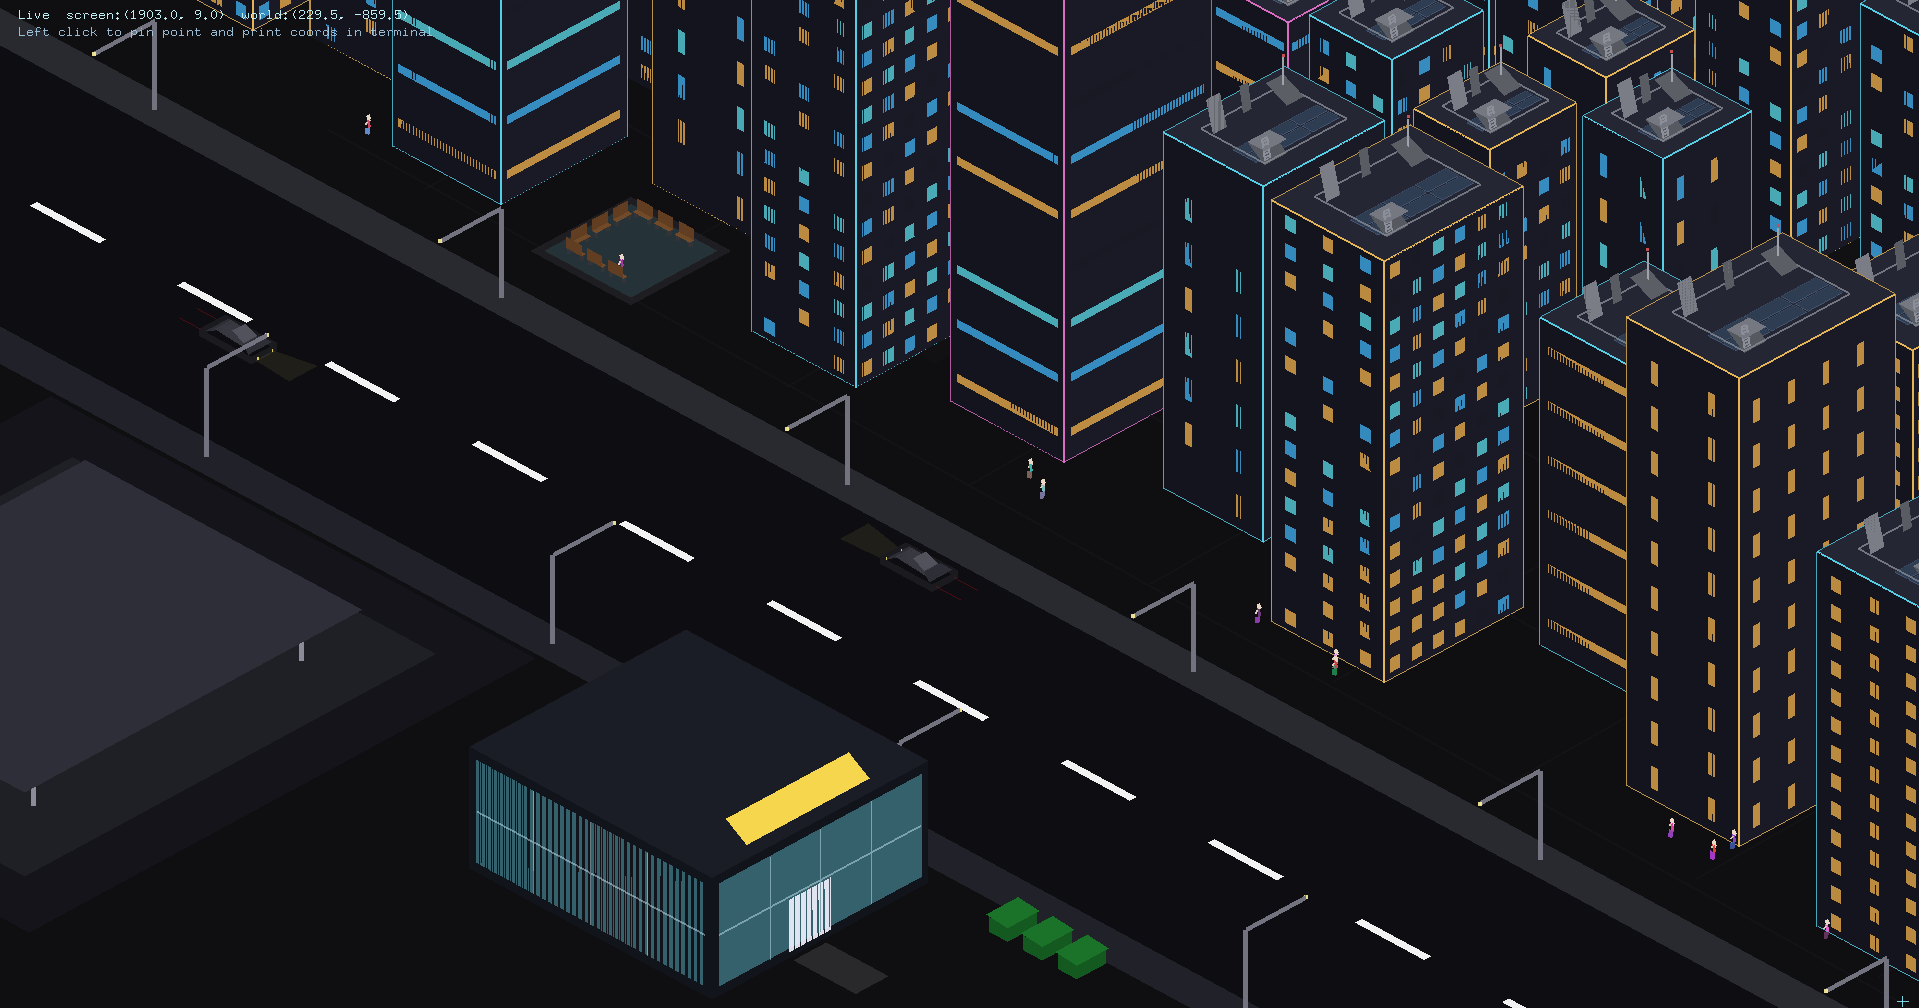 Live  screen:(1903.0, 9.0)  world:(229.5, -859.5)
Left click to pin point and print coords in terminal